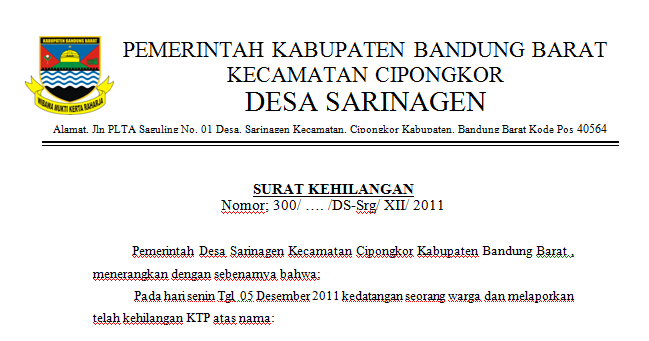 KABUPATEN BANDUNG BARAT
WIBAWA MUKTI KERTA RAHARJA
PEMERINTAH KABUPATEN BANDUNG BARAT
KECAMATAN CIPONGKOR
DESA SARINAGEN
Alamat. Jln PLTA Saguling No. 01 Desa. Sarinagen Kecamatan. Cipongkor Kabupaten. Bandung Barat Kode Pos 40564
SURAT KEHILANGAN
Nomor; 300/ .... /DS-Srg/ XII/ 2011
Pemerintah Desa Sarinagen Kecamatan Cipongkor Kabupaten Bandung Barat ,
menerangkan dengan sebenarnya bahwa;
Pada hari senin Tgl. 05 Desember 2011 kedatangan seorang warga dan melaporkan
telah kehilangan KTP atas nama: